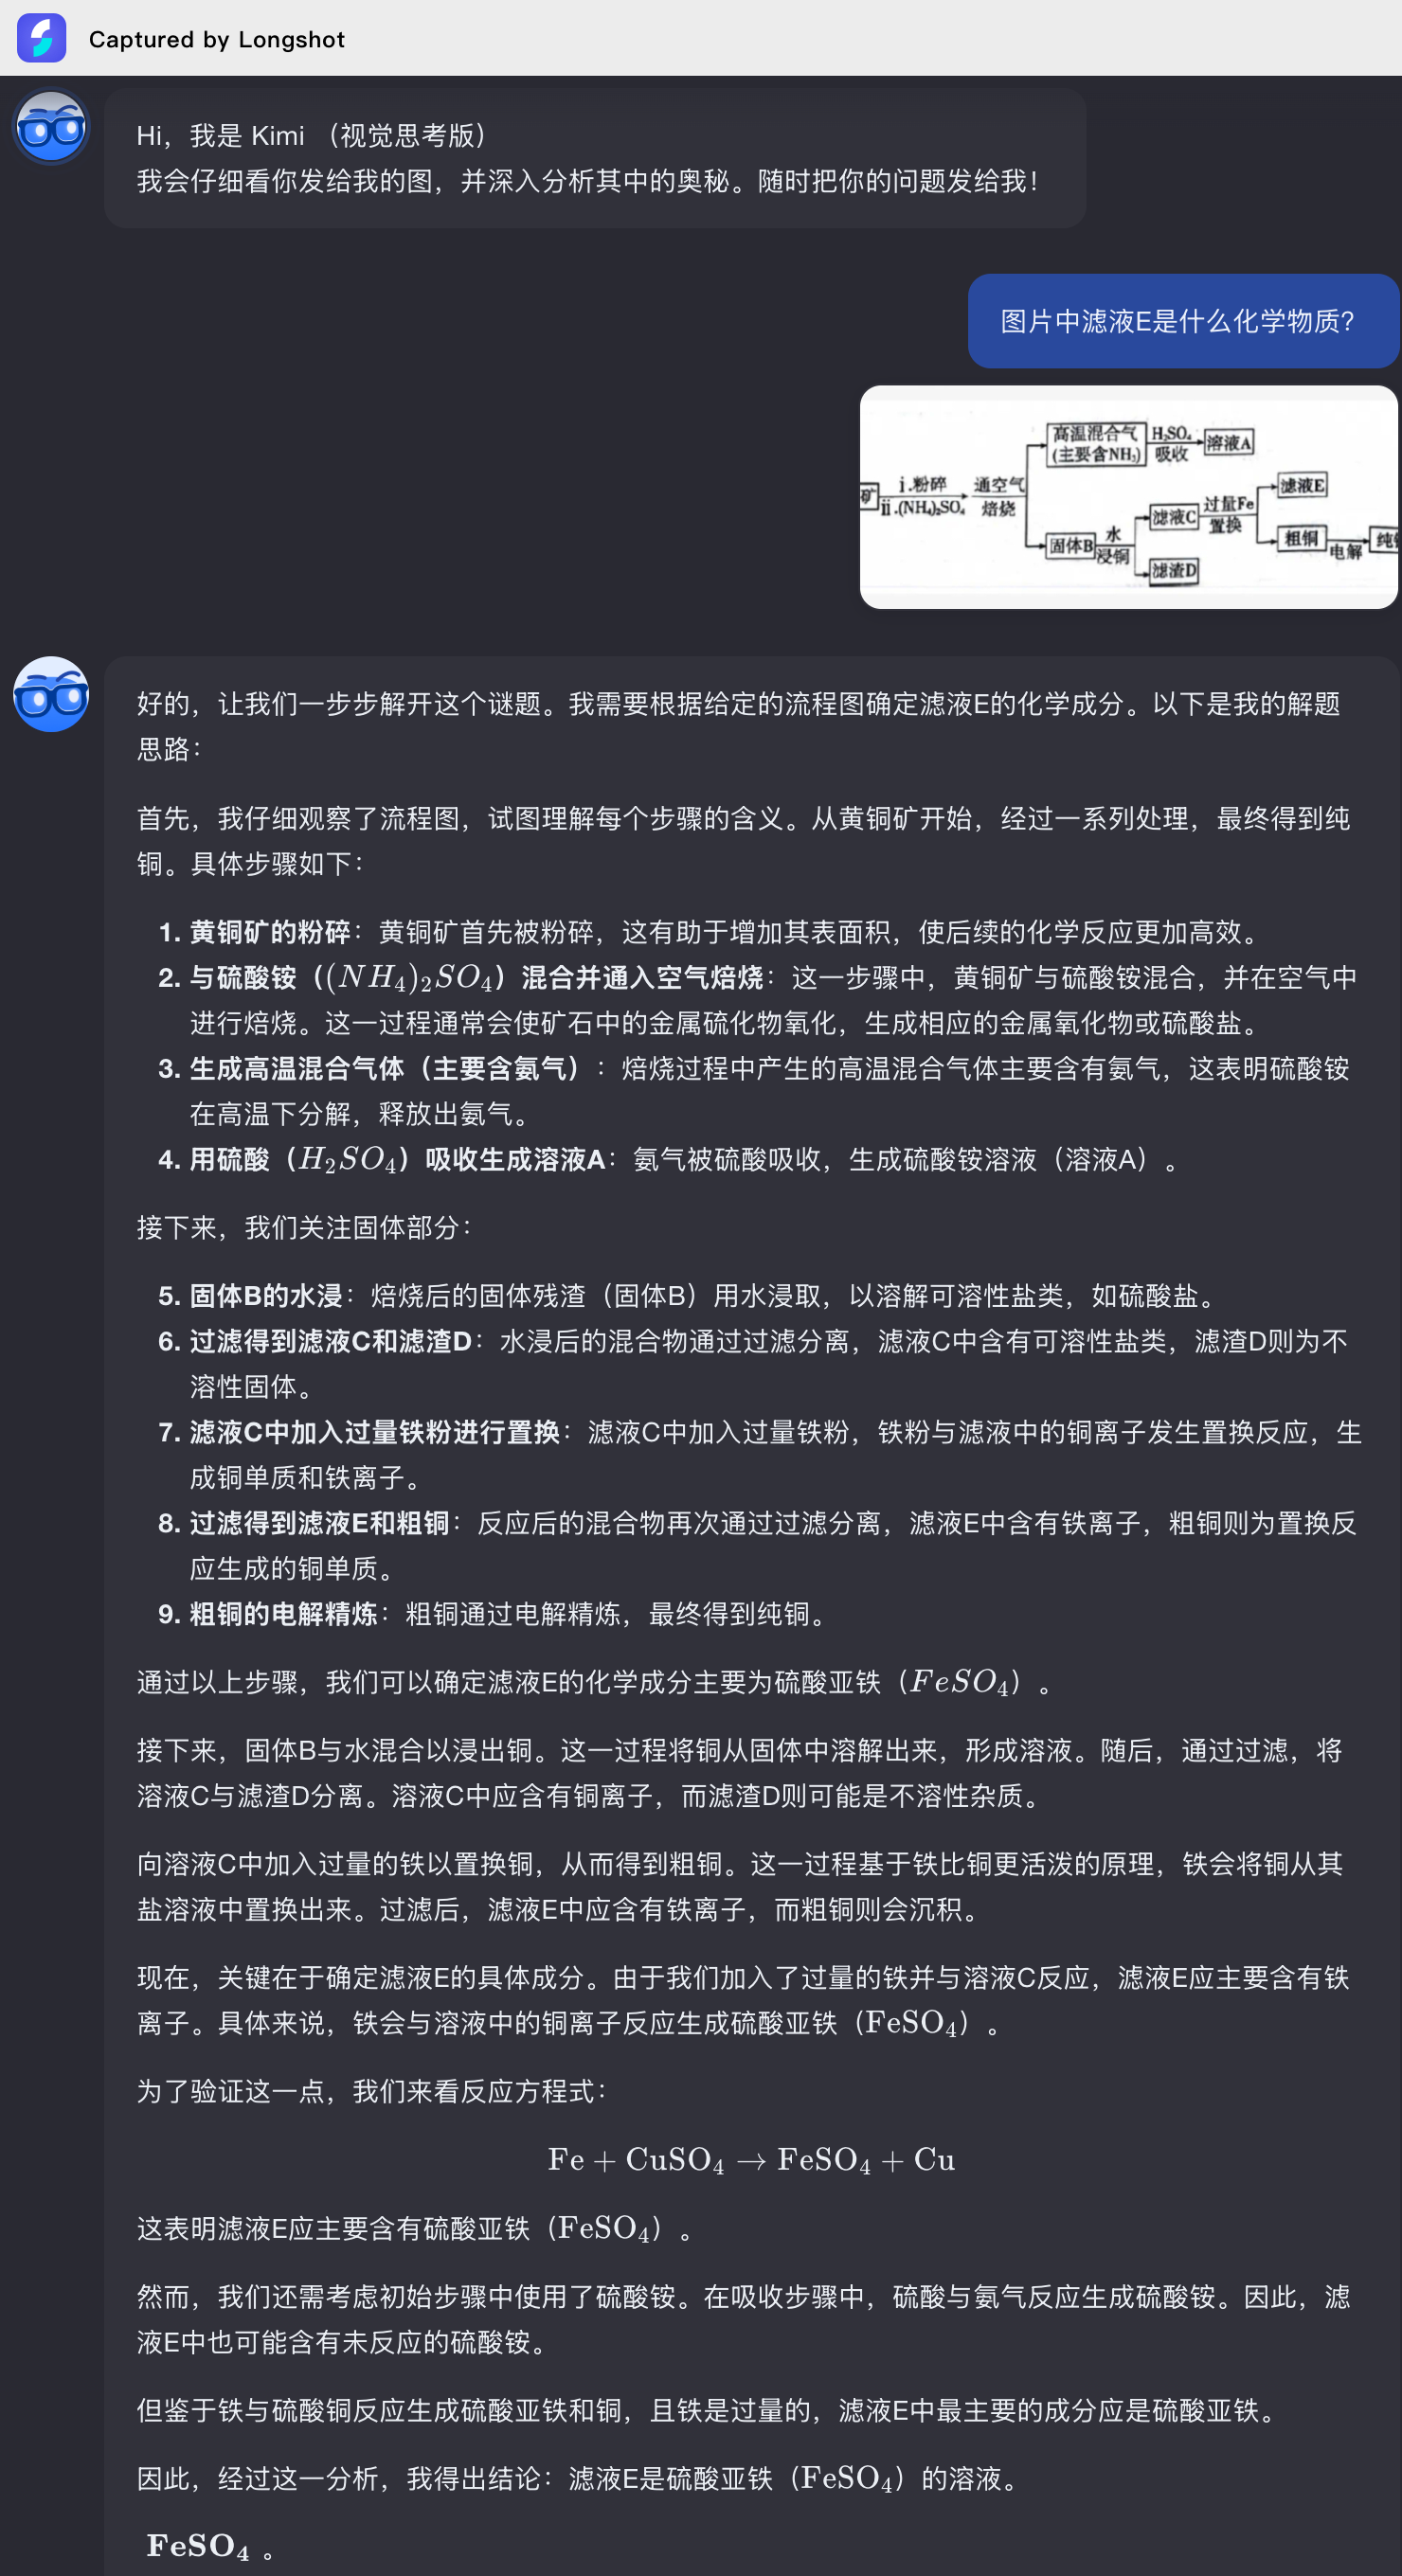 Captured by Longshot
Hi，我是 Kimi （视觉思考版）
我会仔细看你发给我的图，并深入分析其中的奥秘。随时把你的问题发给我！
图片中滤液E是什么化学物质?
高温混合气
(主要含NH₃)
H₂SO₄
吸收
溶液A
矿
ⅰ.粉碎
ⅱ.(NH₄)₂SO₄
通空气
焙烧
滤液E
滤液C
过量Fe
置换
固体B
水
浸铜
粗铜
电解
滤渣D
好的，让我们一步步解开这个谜题。我需要根据给定的流程图确定滤液E的化学成分。以下是我的解题
思路：
首先，我仔细观察了流程图，试图理解每个步骤的含义。从黄铜矿开始，经过一系列处理，最终得到纯
铜。具体步骤如下：
1. 黄铜矿的粉碎：黄铜矿首先被粉碎，这有助于增加其表面积，使后续的化学反应更加高效。
2. 与硫酸铵（(NH₄)₂SO₄）混合并通入空气焙烧：这一步骤中，黄铜矿与硫酸铵混合，并在空气中
进行焙烧。这一过程通常会使矿石中的金属硫化物氧化，生成相应的金属氧化物或硫酸盐。
3. 生成高温混合气体（主要含氨气）：焙烧过程中产生的高温混合气体主要含有氨气，这表明硫酸铵
在高温下分解，释放出氨气。
4. 用硫酸（H₂SO₄）吸收生成溶液A：氨气被硫酸吸收，生成硫酸铵溶液（溶液A）。
接下来，我们关注固体部分：
5. 固体B的水浸：焙烧后的固体残渣（固体B）用水浸取，以溶解可溶性盐类，如硫酸盐。
6. 过滤得到滤液C和滤渣D：水浸后的混合物通过过滤分离，滤液C中含有可溶性盐类，滤渣D则为不
溶性固体。
7. 滤液C中加入过量铁粉进行置换：滤液C中加入过量铁粉，铁粉与滤液中的铜离子发生置换反应，生
成铜单质和铁离子。
8. 过滤得到滤液E和粗铜：反应后的混合物再次通过过滤分离，滤液E中含有铁离子，粗铜则为置换反
应生成的铜单质。
9. 粗铜的电解精炼：粗铜通过电解精炼，最终得到纯铜。
通过以上步骤，我们可以确定滤液E的化学成分主要为硫酸亚铁（FeSO₄）。
接下来，固体B与水混合以浸出铜。这一过程将铜从固体中溶解出来，形成溶液。随后，通过过滤，将
溶液C与滤渣D分离。溶液C中应含有铜离子，而滤渣D则可能是不溶性杂质。
向溶液C中加入过量的铁以置换铜，从而得到粗铜。这一过程基于铁比铜更活泼的原理，铁会将铜从其
盐溶液中置换出来。过滤后，滤液E中应含有铁离子，而粗铜则会沉积。
现在，关键在于确定滤液E的具体成分。由于我们加入了过量的铁并与溶液C反应，滤液E应主要含有铁
离子。具体来说，铁会与溶液中的铜离子反应生成硫酸亚铁（FeSO₄）。
为了验证这一点，我们来看反应方程式：
Fe + CuSO₄ → FeSO₄ + Cu
这表明滤液E应主要含有硫酸亚铁（FeSO₄）。
然而，我们还需考虑初始步骤中使用了硫酸铵。在吸收步骤中，硫酸与氨气反应生成硫酸铵。因此，滤
液E中也可能含有未反应的硫酸铵。
但鉴于铁与硫酸铜反应生成硫酸亚铁和铜，且铁是过量的，滤液E中最主要的成分应是硫酸亚铁。
因此，经过这一分析，我得出结论：滤液E是硫酸亚铁（FeSO₄）的溶液。
FeSO₄ 。